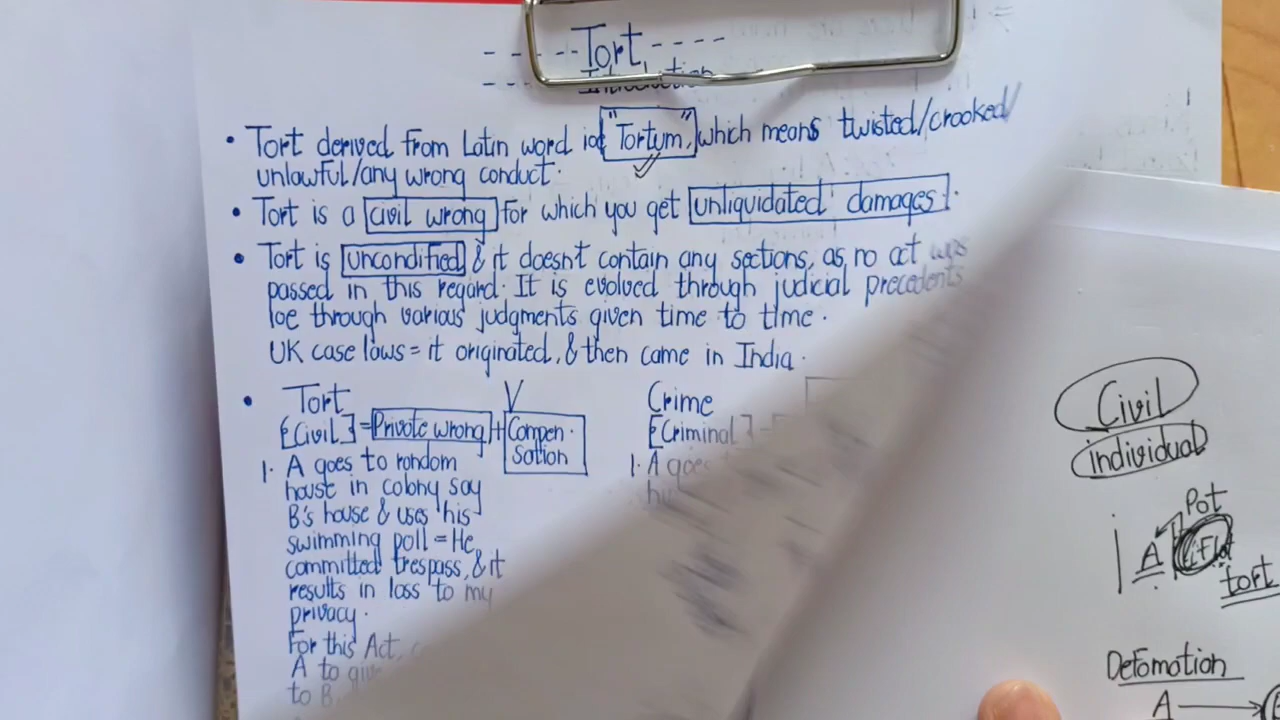 Tort
Introduction
• Tort derived from Latin word ie "Tortum", which means twisted/crooked/
unlawful/any wrong conduct.
• Tort is a civil wrong for which you get unliquidated damages.
• Tort is uncondified & it doesn't contain any sections, as no act was
passed in this regard. It is evolved through judicial precedents
ie through various judgments given time to time.
UK case laws = it originated, & then came in India.
• Tort V Crime
[Civil] = Private wrong + Compen-
sation
[Criminal] =
1. A goes to random
house in colony say
B's house & uses his
swimming poll = He
committed trespass, & it
results in loss to my
privacy.
For this Act,
A to give
to B
1. A goes
Civil
individual
Pot
A
tort
Defamation
A